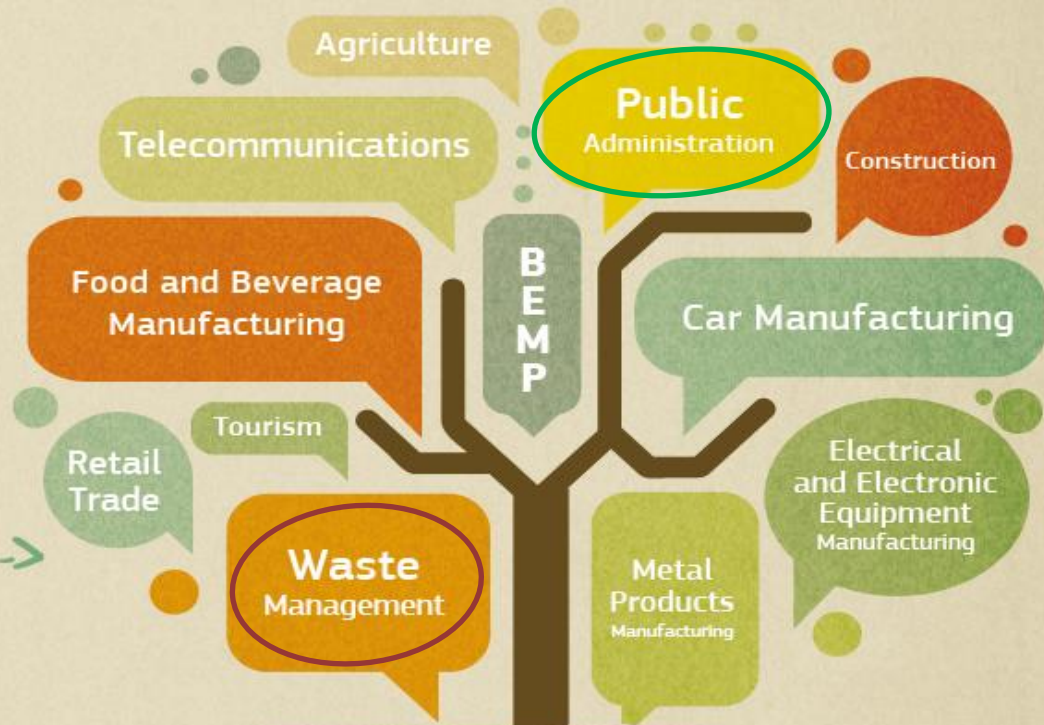 Agriculture
Public
Administration
Telecommunications
Construction
B
E
M
P
Food and Beverage
Manufacturing
Car Manufacturing
Tourism
Retail
Trade
Electrical
and Electronic
Equipment
Manufacturing
Waste
Management
Metal
Products
Manufacturing